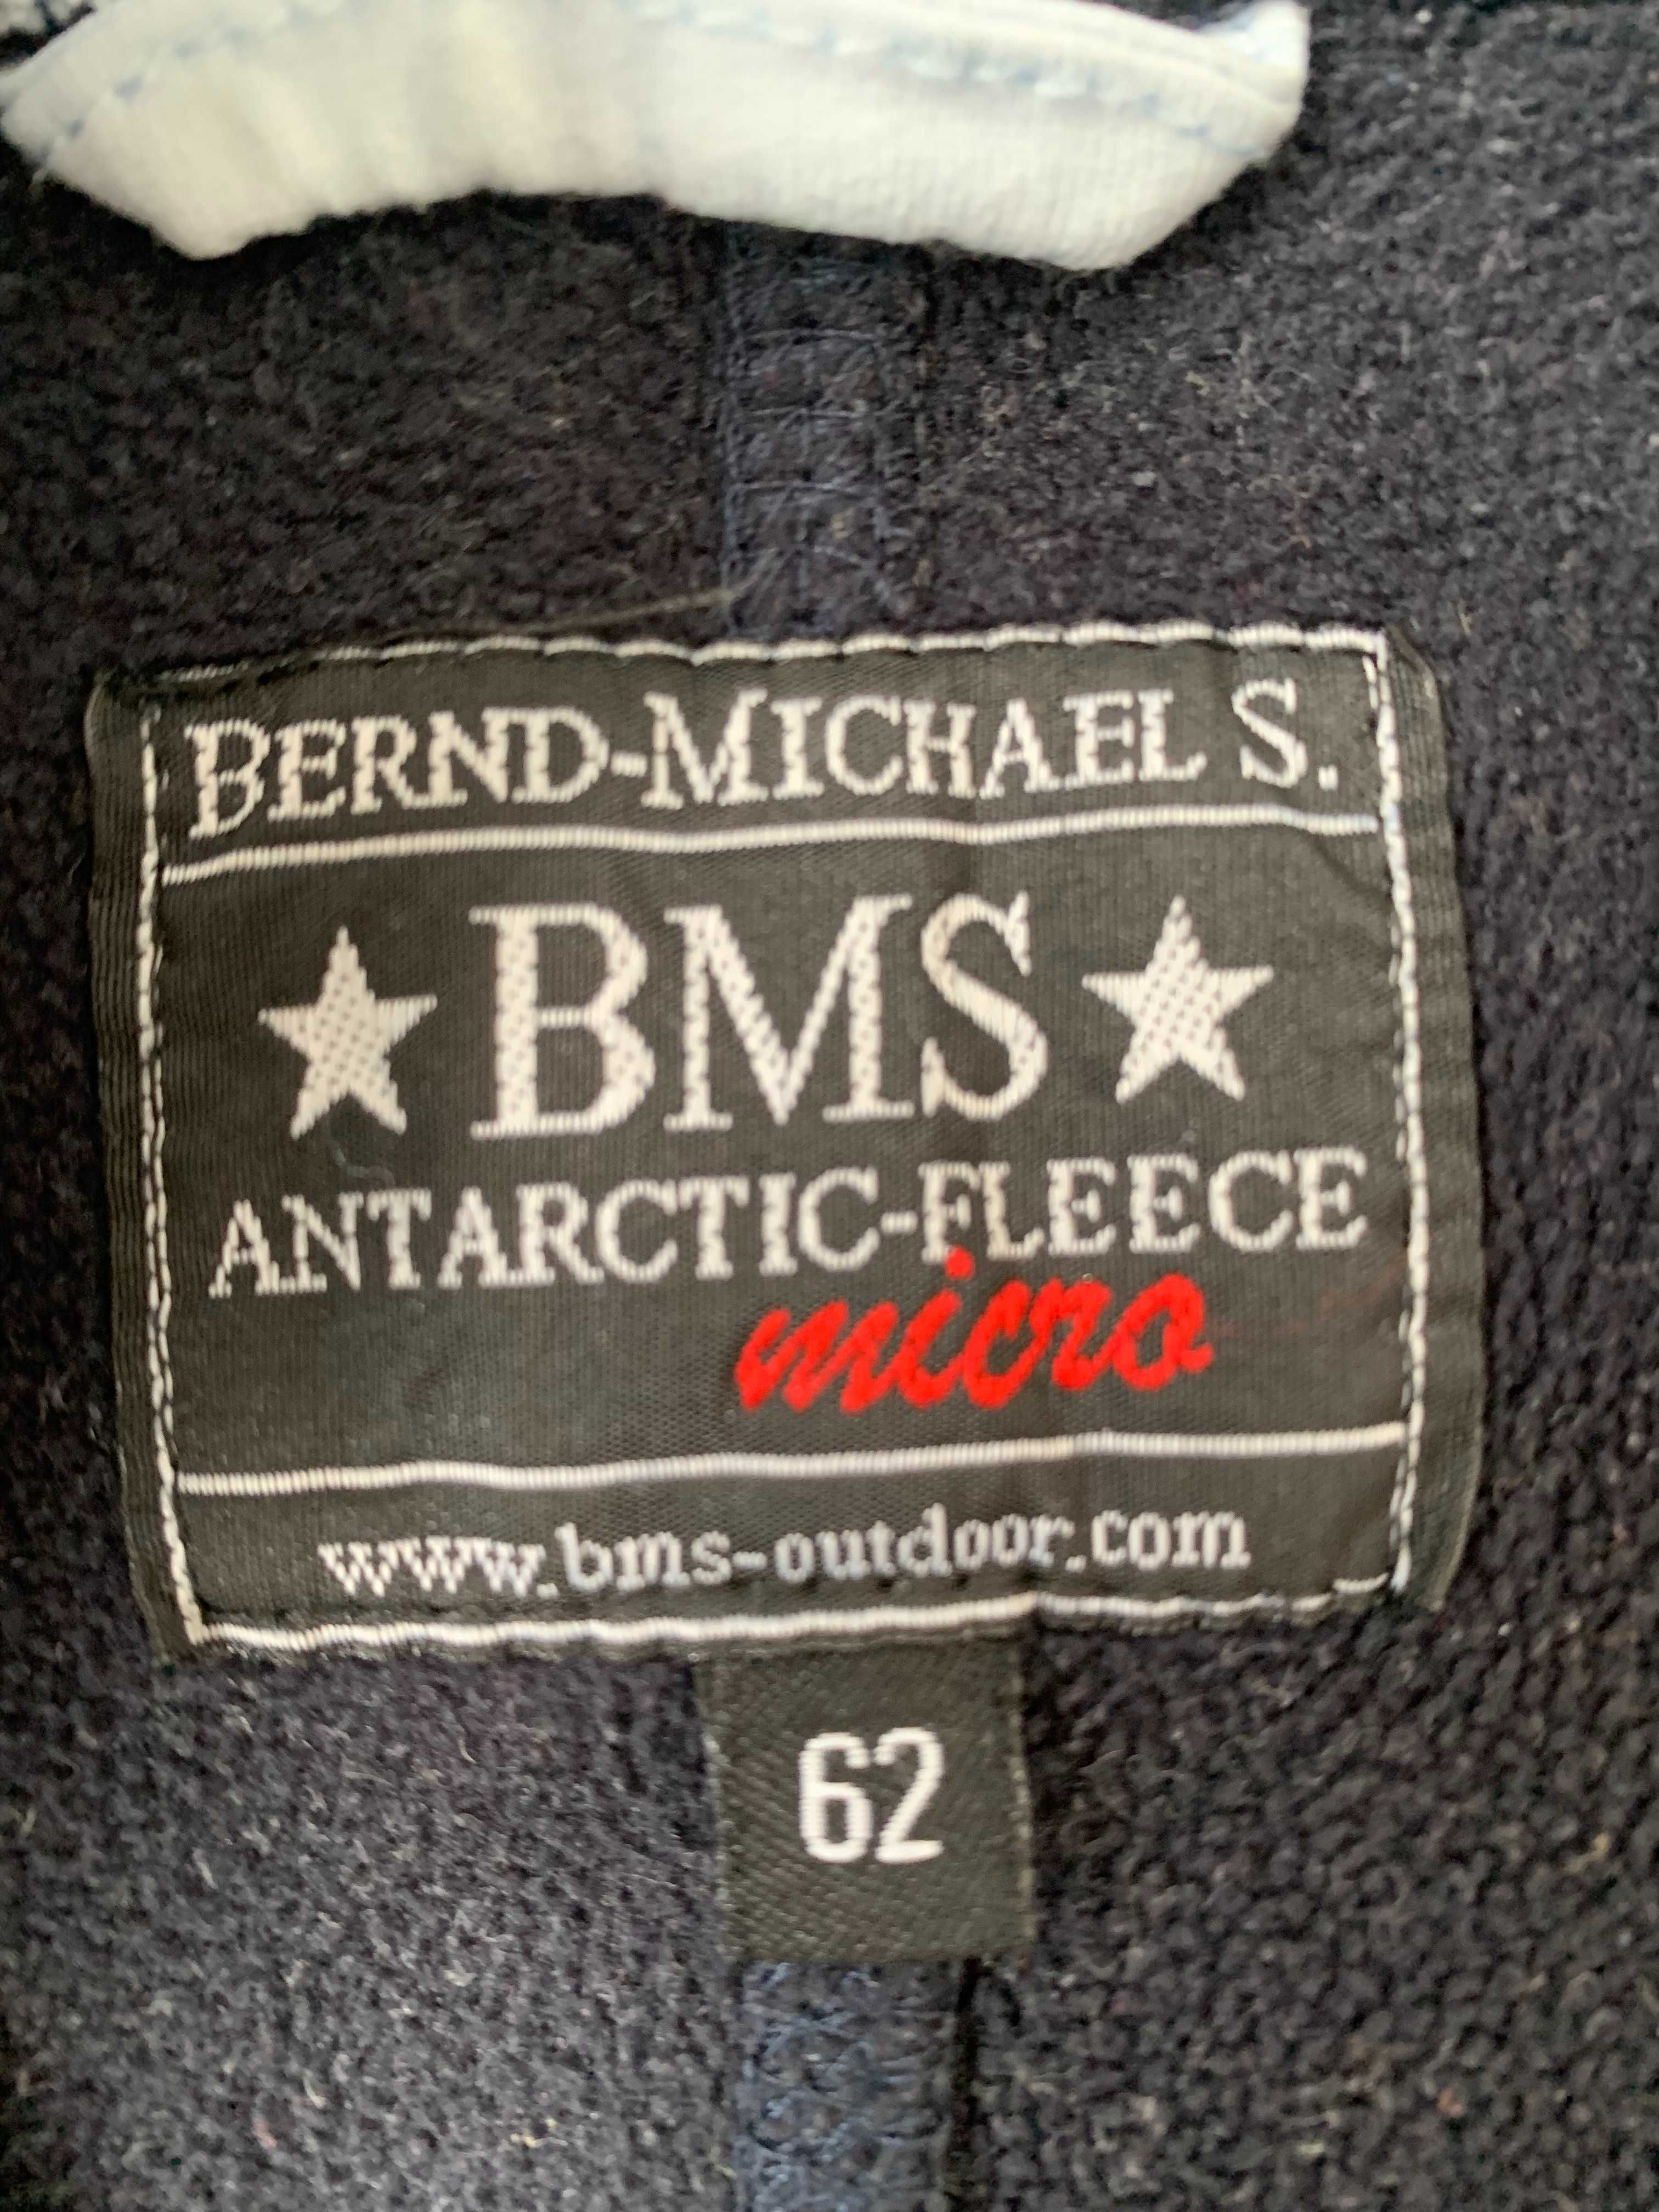 BERND-MICHAEL S.
BMS
ANTARCTIC-FLEECE
micro
www.bms-outdoor.com
62